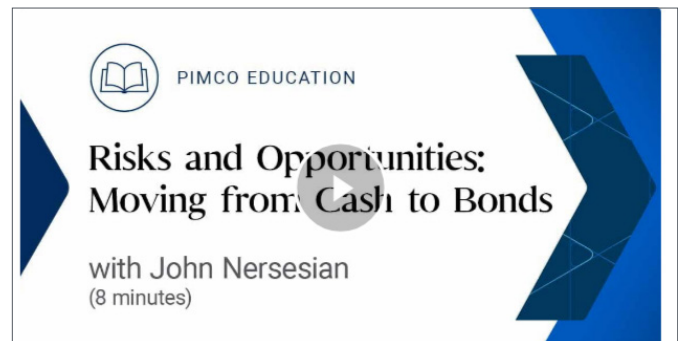 PIMCO EDUCATION
Risks and Opportunities:
Moving from Cash to Bonds
with John Nersesian
(8 minutes)